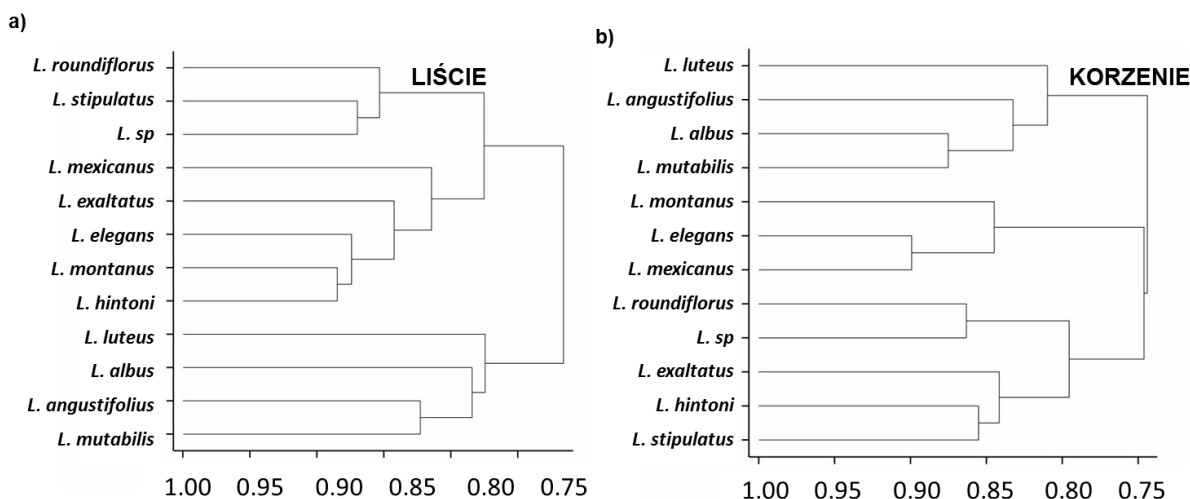 a)
LIŚCIE
L. roundiflorus
L. stipulatus
L. sp
L. mexicanus
L. exaltatus
L. elegans
L. montanus
L. hintoni
L. luteus
L. albus
L. angustifolius
L. mutabilis
1.00 0.95 0.90 0.85 0.80 0.75
b)
KORZENIE
L. luteus
L. angustifolius
L. albus
L. mutabilis
L. montanus
L. elegans
L. mexicanus
L. roundiflorus
L. sp
L. exaltatus
L. hintoni
L. stipulatus
1.00 0.95 0.90 0.85 0.80 0.75